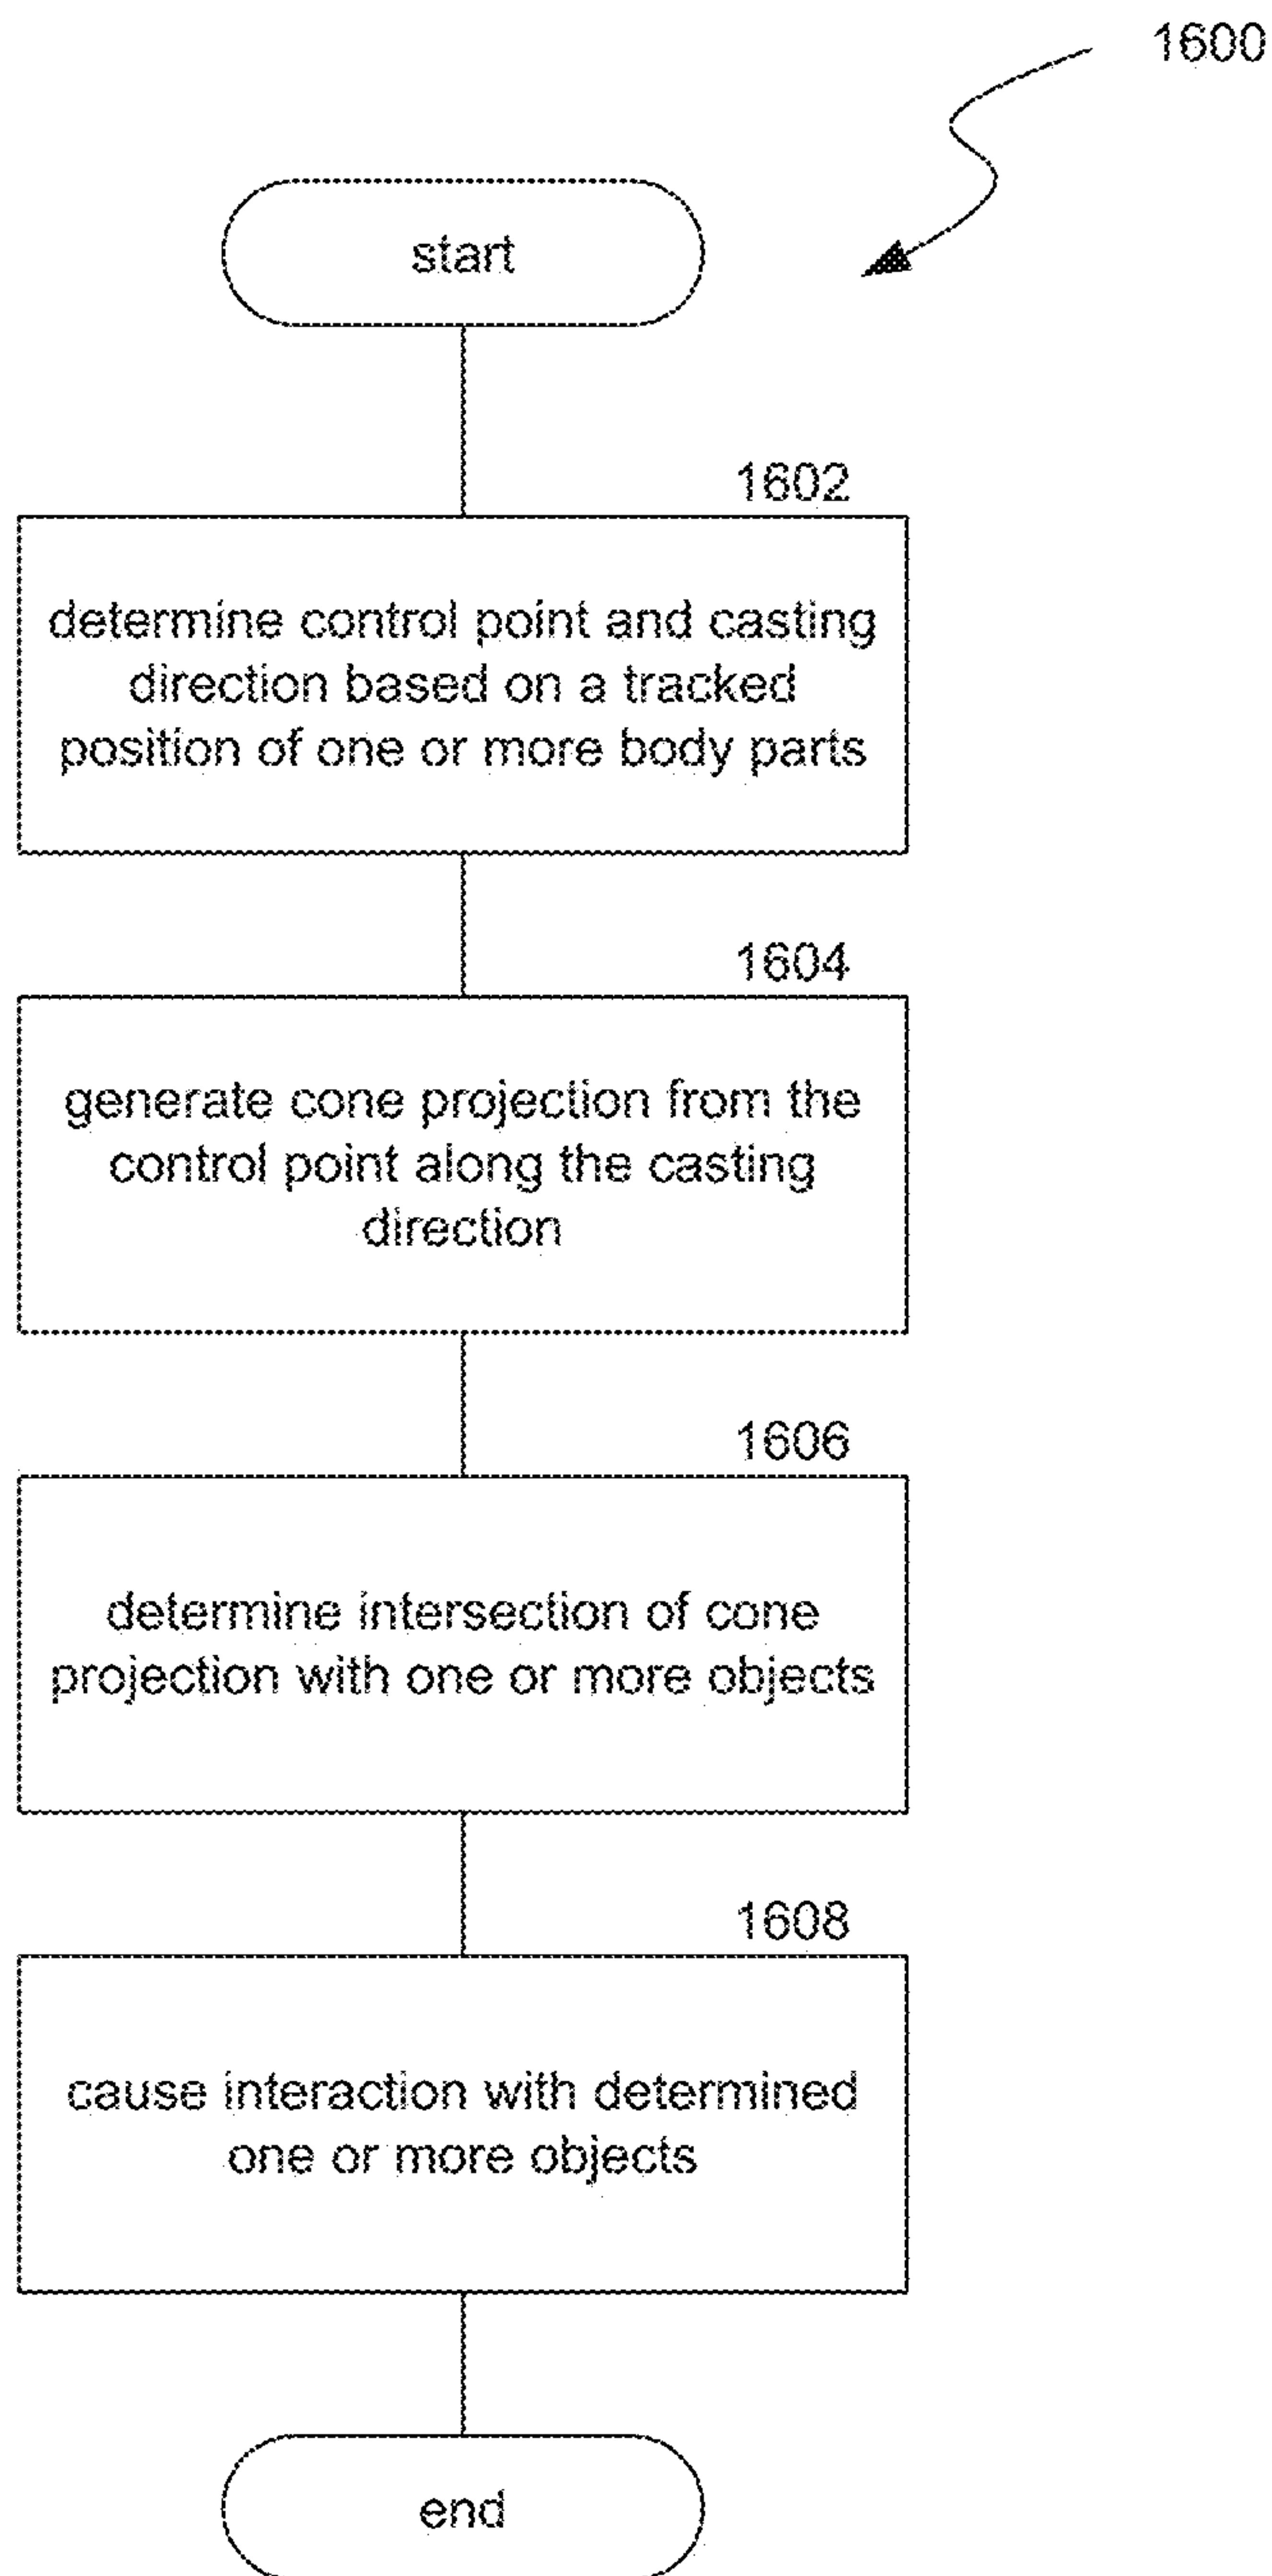 1600
start
1602
determine control point and casting
direction based on a tracked
position of one or more body parts
1604
generate cone projection from the
control point along the casting
direction
1606
determine intersection of cone
projection with one or more objects
1608
cause interaction with determined
one or more objects
end